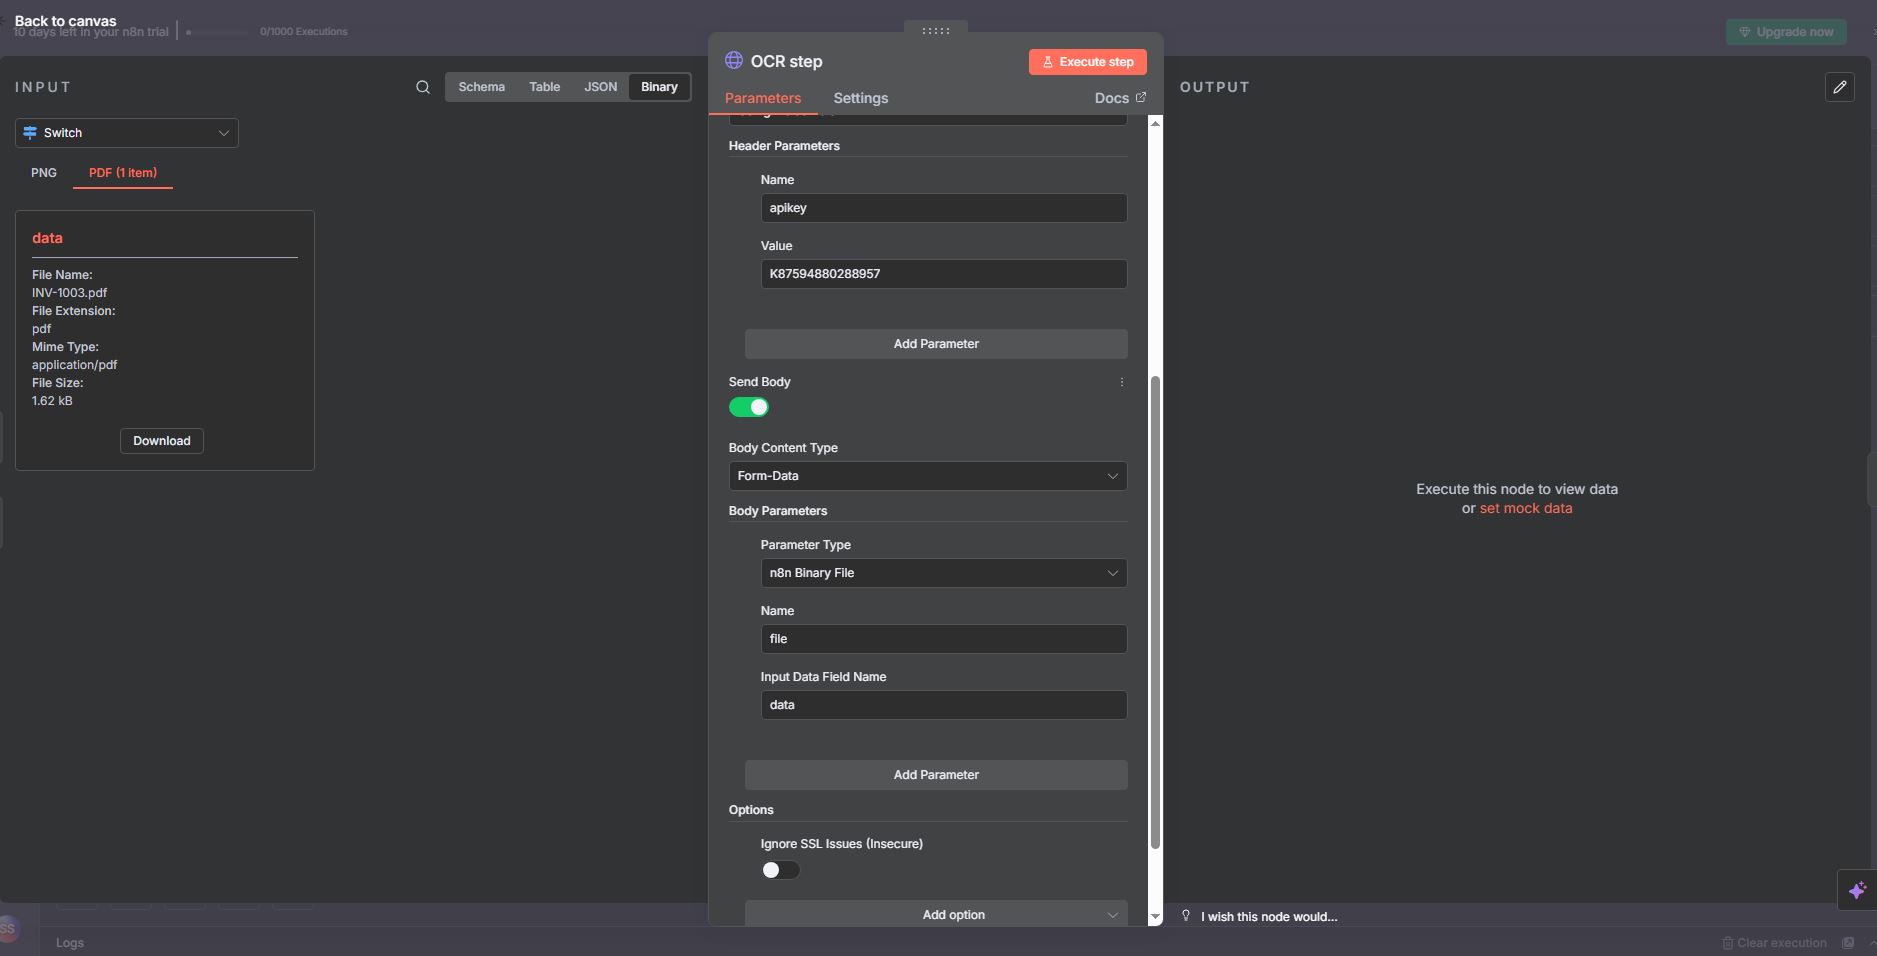 Back to canvas
10 days left in your n8n trial
0/1000 Executions
Upgrade now
INPUT
Schema
Table
JSON
Binary
Switch
PNG
PDF (1 item)
data
File Name:
INV-1003.pdf
File Extension:
pdf
Mime Type:
application/pdf
File Size:
1.62 kB
Download
OCR step
Execute step
Parameters
Settings
Docs
Header Parameters
Name
apikey
Value
K87594880288957
Add Parameter
Send Body
Body Content Type
Form-Data
Body Parameters
Parameter Type
n8n Binary File
Name
file
Input Data Field Name
data
Add Parameter
Options
Ignore SSL Issues (Insecure)
Add option
OUTPUT
Execute this node to view data
or set mock data
I wish this node would...
SS
Logs
Clear execution